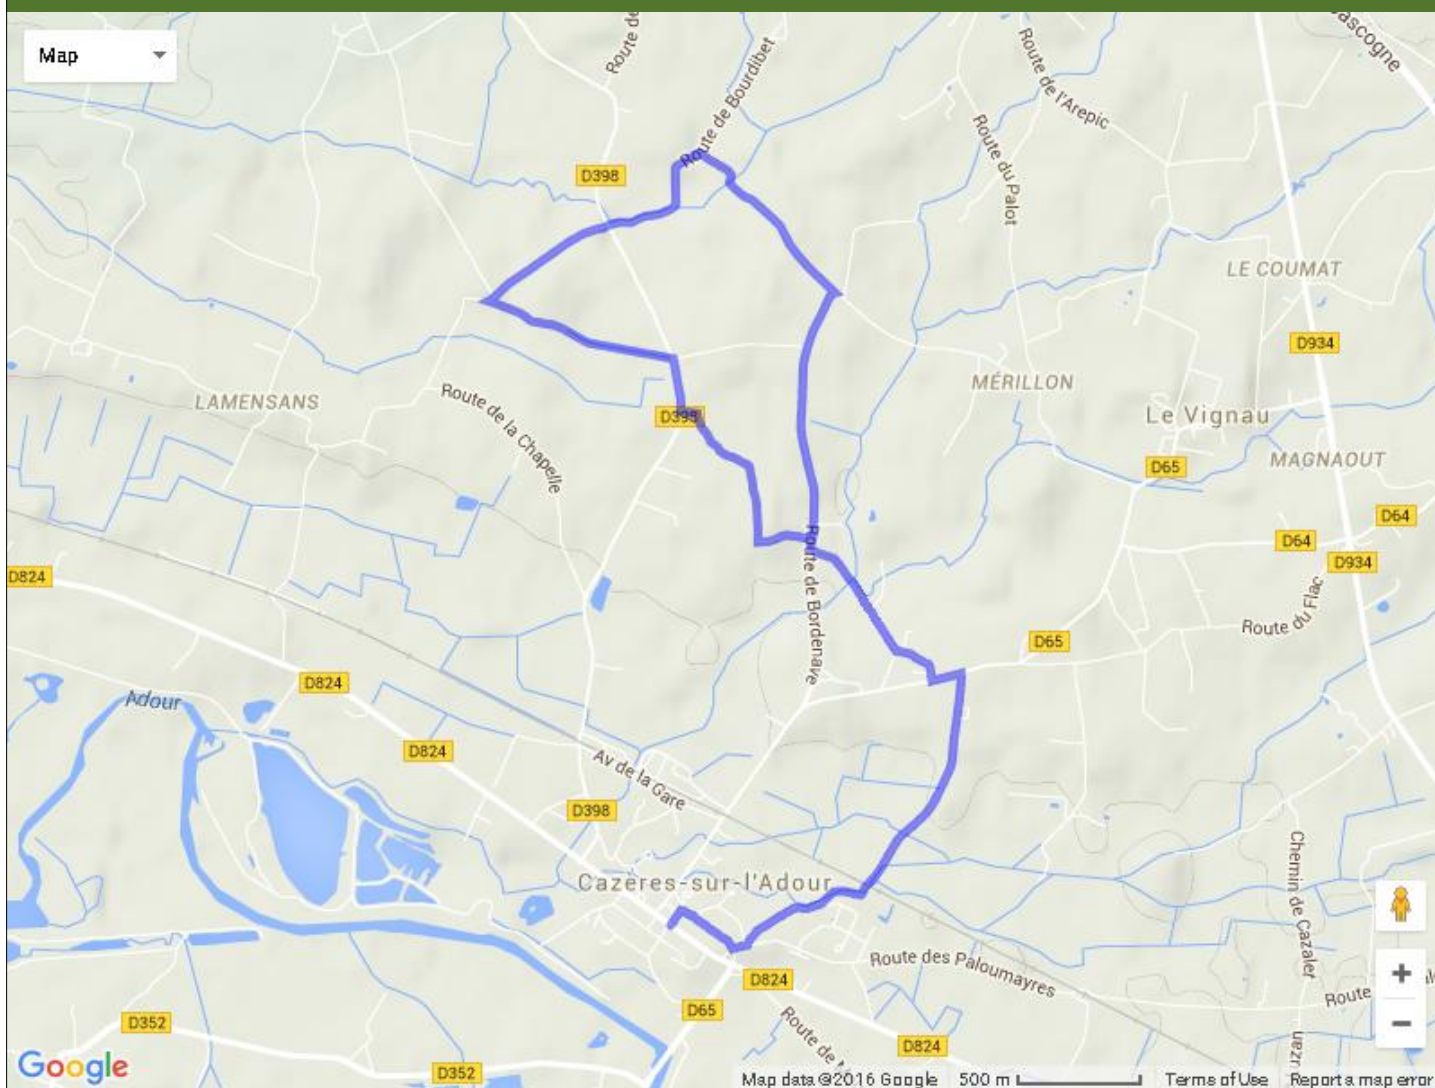 Map
Route de
Route de Bourdibet
Route de l'Arepic
Gascogne
Route du Palot
D398
LE COUMAT
D934
LAMENSANS
Route de la Chapelle
D398
MÉRILLON
Le Vignau
D65
MAGNAOUT
D64
D64
D934
D824
Route du Flac
Route de Bordenave
D65
D824
Adour
D824
Av de la Gare
D398
Cazères-sur-l'Adour
Chemin de Cazalet
Route des Paloumayres
D824
Route
D65
D352
Route de
D824
D352
Google
Map data ©2016 Google 500 m Terms of Use Report a map error